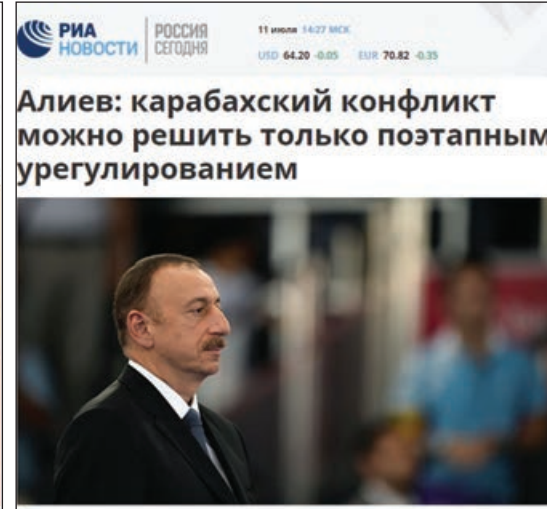 РИА НОВОСТИ
РОССИЯ СЕГОДНЯ
11 июля 14:27 МСК
USD 64.20 -0.05 EUR 70.82 -0.35
Алиев: карабахский конфликт
можно решить только поэтапным
урегулированием